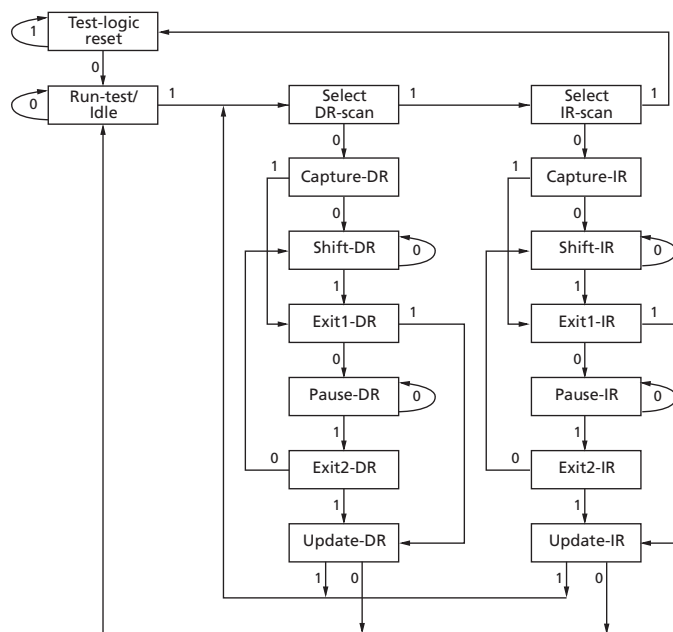 Test-logic
reset
1
0
Run-test/
Idle
0
1
Select
DR-scan
1
Select
IR-scan
1
0
0
1
Capture-DR
1
Capture-IR
0
0
Shift-DR
0
Shift-IR
0
1
1
Exit1-DR
1
Exit1-IR
1
0
0
Pause-DR
0
Pause-IR
0
1
1
0
Exit2-DR
0
Exit2-IR
1
1
Update-DR
Update-IR
1
0
1
0